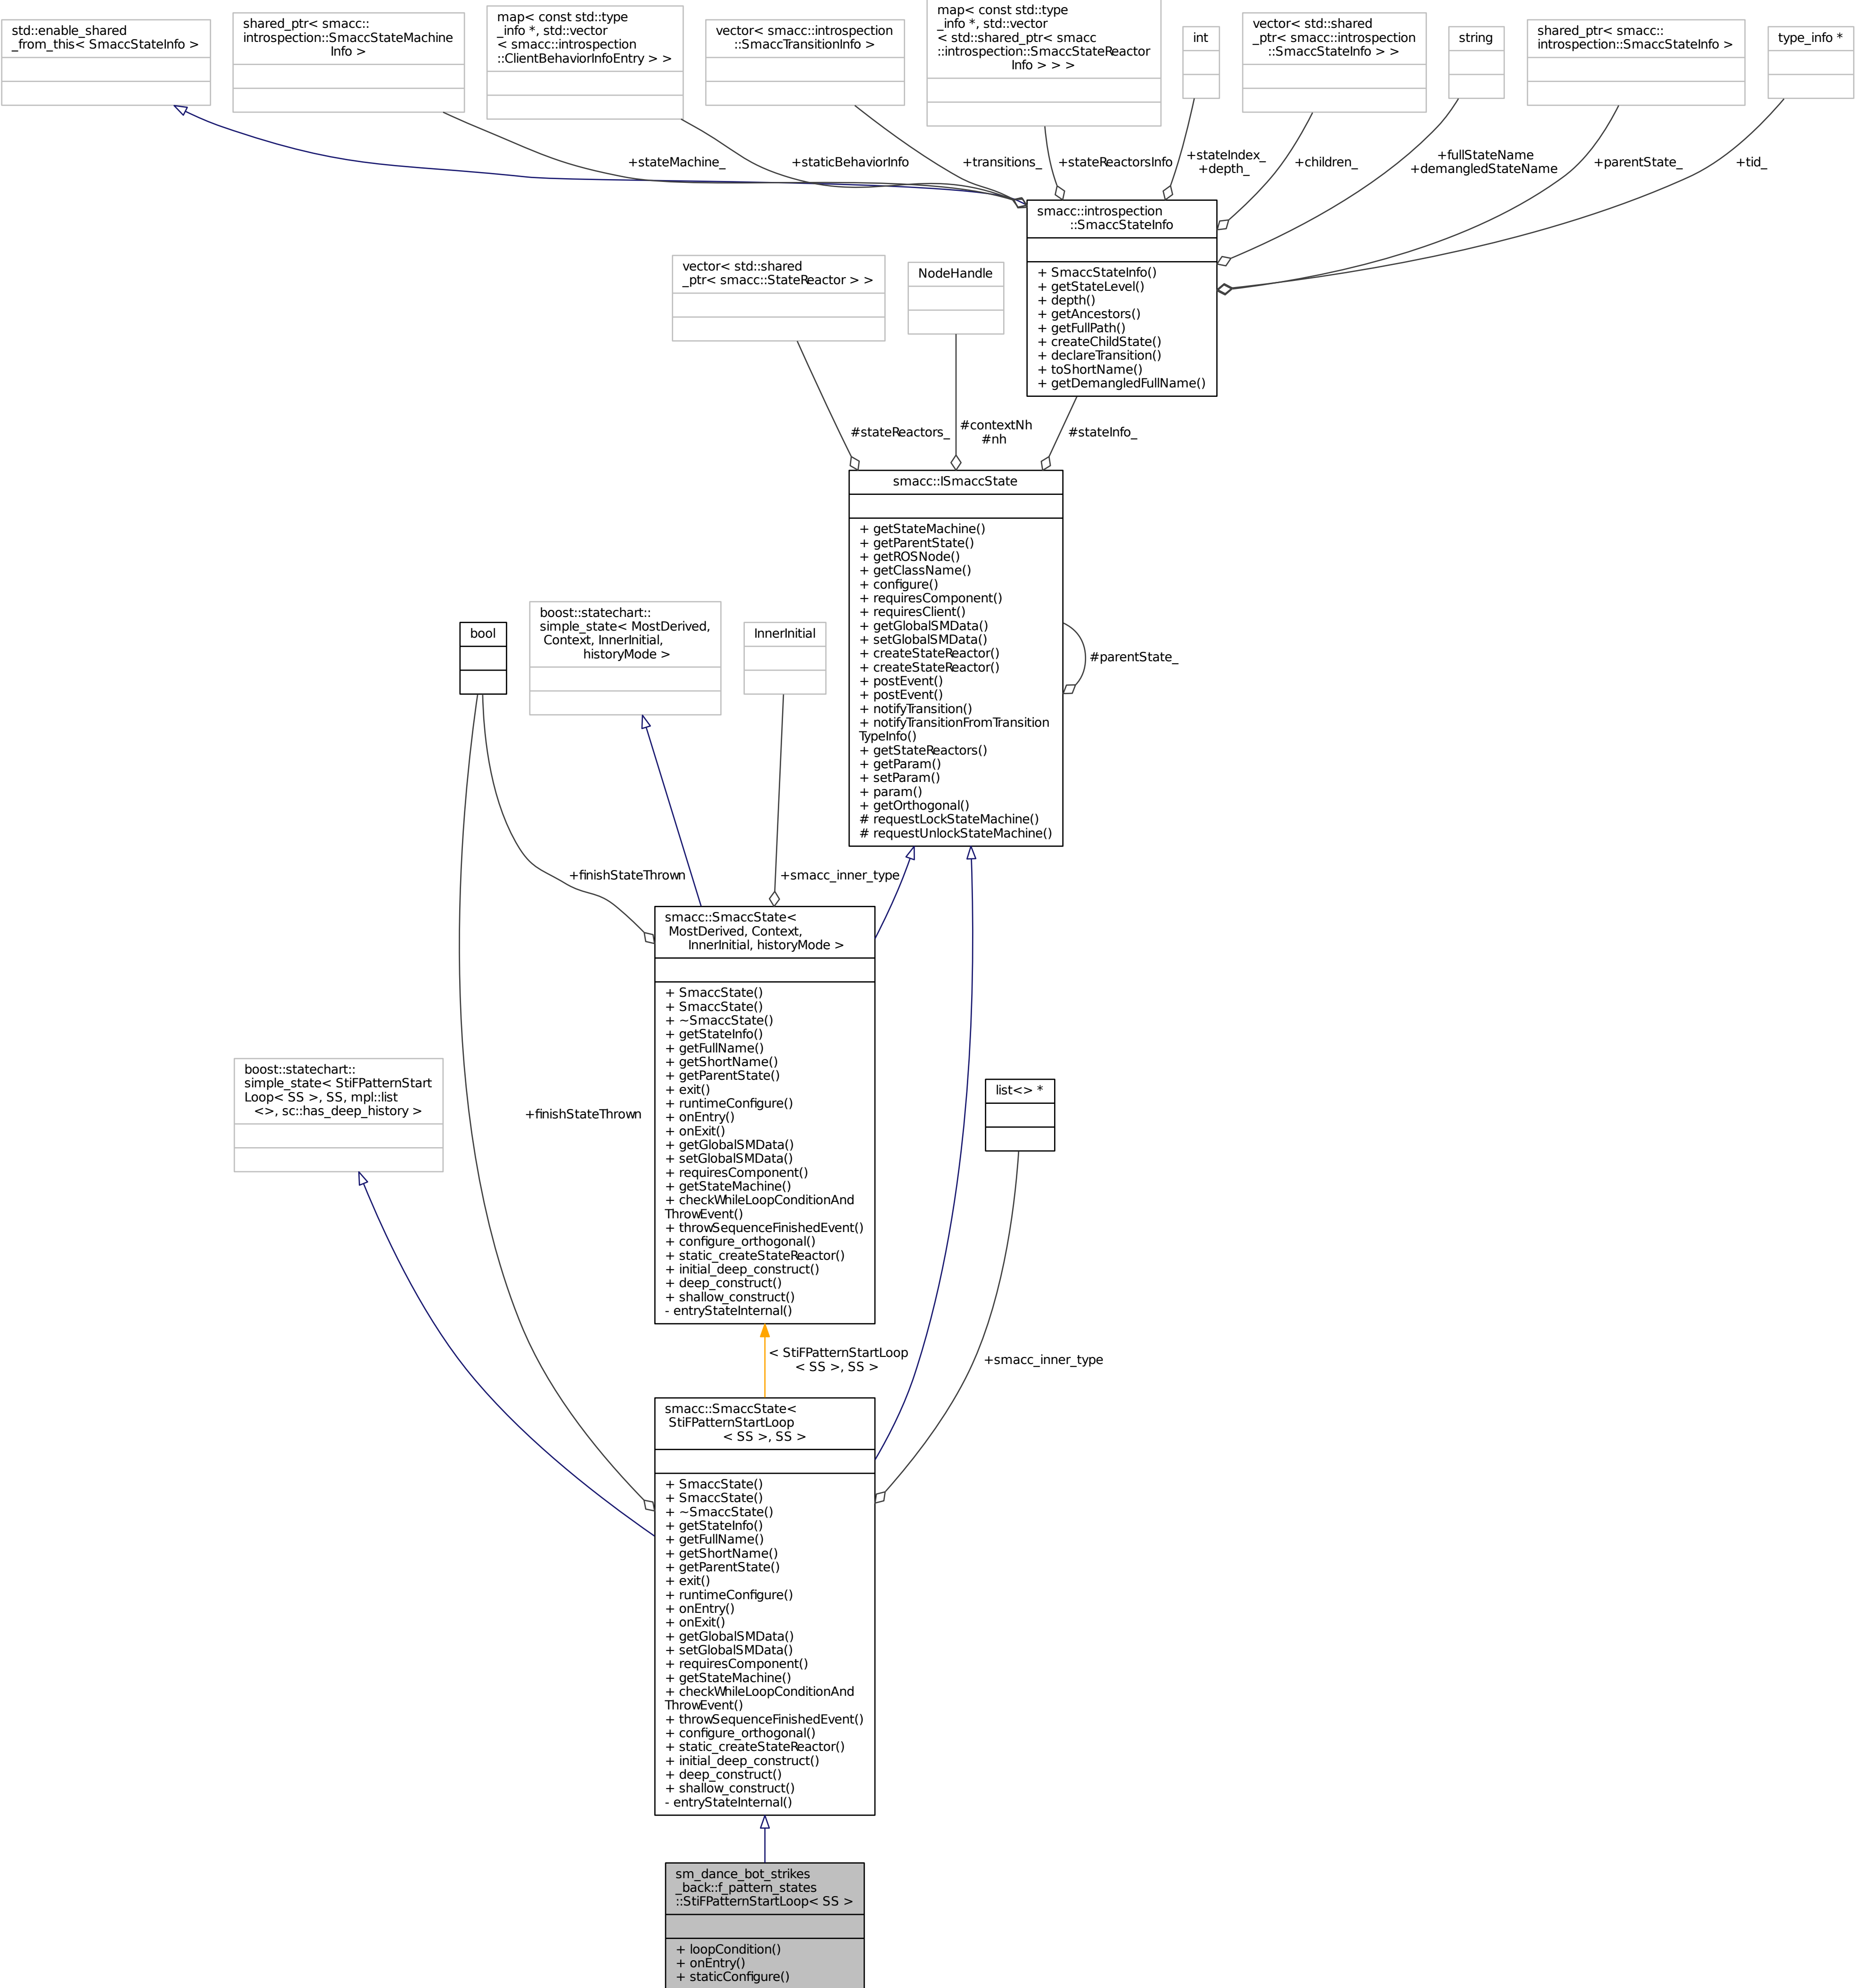 std::enable_shared
_from_this< SmaccStateInfo >
shared_ptr< smacc::
introspection::SmaccStateMachine
Info >
map< const std::type
_info *, std::vector
< smacc::introspection
::ClientBehaviorInfoEntry > >
vector< smacc::introspection
::SmaccTransitionInfo >
map< const std::type
_info *, std::vector
< std::shared_ptr< smacc
::introspection::SmaccStateReactor
Info > > >
int
vector< std::shared
_ptr< smacc::introspection
::SmaccStateInfo > >
string
shared_ptr< smacc::
introspection::SmaccStateInfo >
type_info *
+stateMachine_
+staticBehaviorInfo
+transitions_
+stateReactorsInfo
+stateIndex_
+depth_
+children_
+fullStateName
+demangledStateName
+parentState_
+tid_
smacc::introspection
::SmaccStateInfo
+ SmaccStateInfo()
+ getStateLevel()
+ depth()
+ getAncestors()
+ getFullPath()
+ createChildState()
+ declareTransition()
+ toShortName()
+ getDemangledFullName()
vector< std::shared
_ptr< smacc::StateReactor > >
NodeHandle
#stateReactors_
#contextNh
#nh
#stateInfo_
smacc::ISmaccState
+ getStateMachine()
+ getParentState()
+ getROSNode()
+ getClassName()
+ configure()
+ requiresComponent()
+ requiresClient()
+ getGlobalSMData()
+ setGlobalSMData()
+ createStateReactor()
+ createStateReactor()
+ postEvent()
+ postEvent()
+ notifyTransition()
+ notifyTransitionFromTransition
TypeInfo()
+ getStateReactors()
+ getParam()
+ setParam()
+ param()
+ getOrthogonal()
# requestLockStateMachine()
# requestUnlockStateMachine()
#parentState_
bool
boost::statechart::
simple_state< MostDerived,
Context, InnerInitial,
historyMode >
InnerInitial
+finishStateThrown
+smacc_inner_type
smacc::SmaccState<
MostDerived, Context,
InnerInitial, historyMode >
+ SmaccState()
+ SmaccState()
+ ~SmaccState()
+ getStateInfo()
+ getFullName()
+ getShortName()
+ getParentState()
+ exit()
+ runtimeConfigure()
+ onEntry()
+ onExit()
+ getGlobalSMData()
+ setGlobalSMData()
+ requiresComponent()
+ getStateMachine()
+ checkWhileLoopConditionAnd
ThrowEvent()
+ throwSequenceFinishedEvent()
+ configure_orthogonal()
+ static_createStateReactor()
+ initial_deep_construct()
+ deep_construct()
+ shallow_construct()
- entryStateInternal()
boost::statechart::
simple_state< StiFPatternStart
Loop< SS >, SS, mpl::list
<>, sc::has_deep_history >
+finishStateThrown
list<> *
< StiFPatternStartLoop
< SS >, SS >
+smacc_inner_type
smacc::SmaccState<
StiFPatternStartLoop
< SS >, SS >
+ SmaccState()
+ SmaccState()
+ ~SmaccState()
+ getStateInfo()
+ getFullName()
+ getShortName()
+ getParentState()
+ exit()
+ runtimeConfigure()
+ onEntry()
+ onExit()
+ getGlobalSMData()
+ setGlobalSMData()
+ requiresComponent()
+ getStateMachine()
+ checkWhileLoopConditionAnd
ThrowEvent()
+ throwSequenceFinishedEvent()
+ configure_orthogonal()
+ static_createStateReactor()
+ initial_deep_construct()
+ deep_construct()
+ shallow_construct()
- entryStateInternal()
sm_dance_bot_strikes
_back::f_pattern_states
::StiFPatternStartLoop< SS >
+ loopCondition()
+ onEntry()
+ staticConfigure()